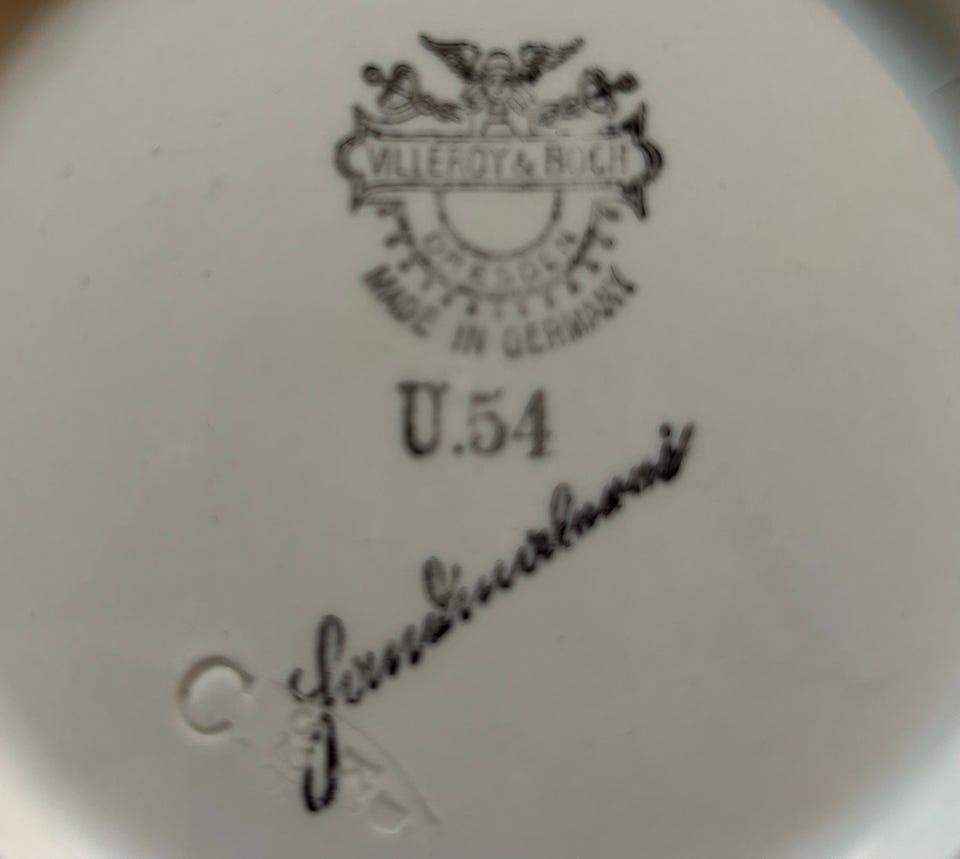 VILLEROY & BOCH
DRESDEN
MADE IN GERMANY
U.54